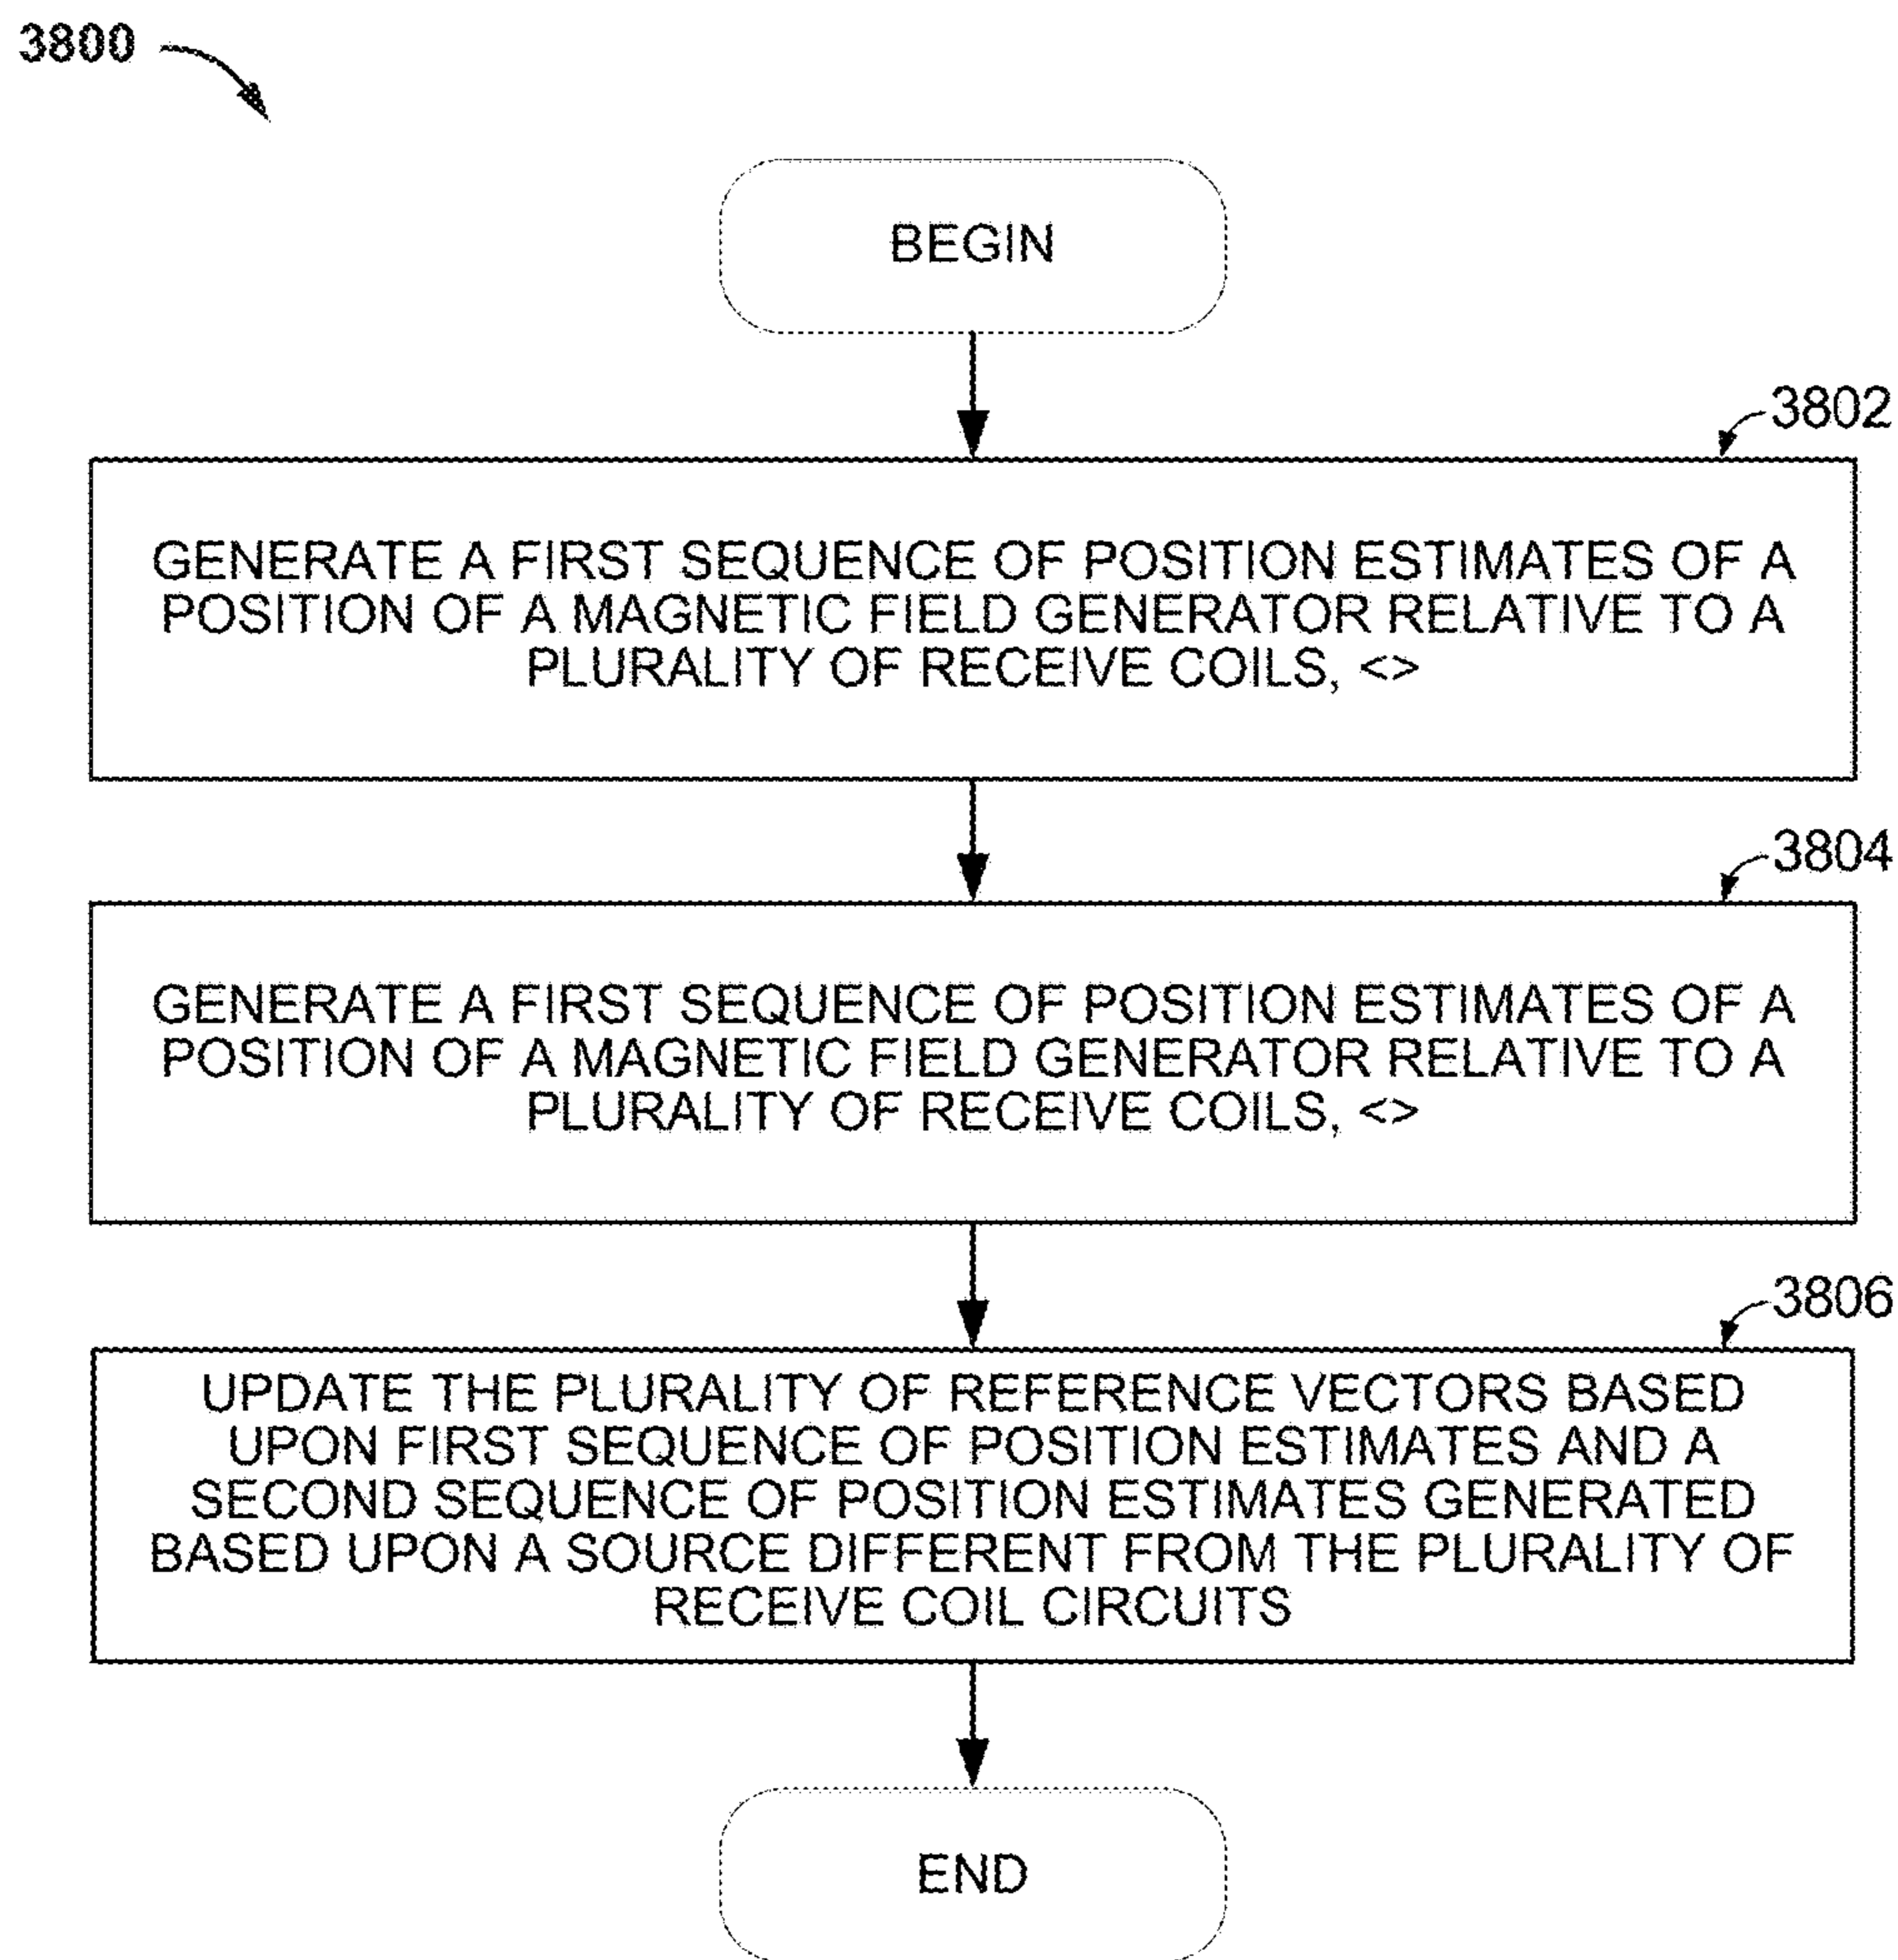 3800
BEGIN
3802
GENERATE A FIRST SEQUENCE OF POSITION ESTIMATES OF A
POSITION OF A MAGNETIC FIELD GENERATOR RELATIVE TO A
PLURALITY OF RECEIVE COILS, <>
3804
GENERATE A FIRST SEQUENCE OF POSITION ESTIMATES OF A
POSITION OF A MAGNETIC FIELD GENERATOR RELATIVE TO A
PLURALITY OF RECEIVE COILS, <>
3806
UPDATE THE PLURALITY OF REFERENCE VECTORS BASED
UPON FIRST SEQUENCE OF POSITION ESTIMATES AND A
SECOND SEQUENCE OF POSITION ESTIMATES GENERATED
BASED UPON A SOURCE DIFFERENT FROM THE PLURALITY OF
RECEIVE COIL CIRCUITS
END